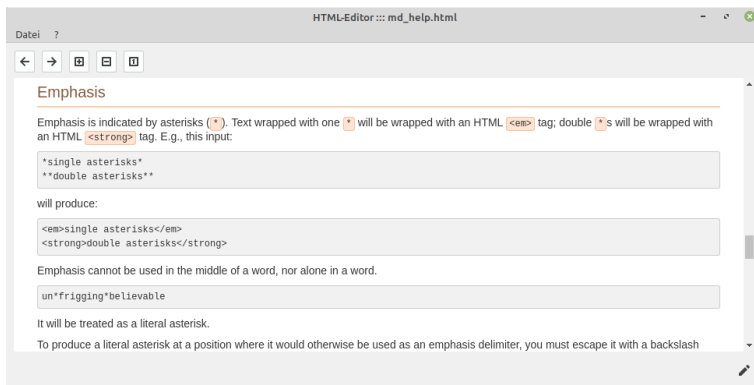 HTML-Editor ::: md_help.html
Datei ?
Emphasis
Emphasis is indicated by asterisks ( * ). Text wrapped with one * will be wrapped with an HTML <em> tag; double * s will be wrapped with
an HTML <strong> tag. E.g., this input:
*single asterisks*
**double asterisks**
will produce:
<em>single asterisks</em>
<strong>double asterisks</strong>
Emphasis cannot be used in the middle of a word, nor alone in a word.
un*frigging*believable
It will be treated as a literal asterisk.
To produce a literal asterisk at a position where it would otherwise be used as an emphasis delimiter, you must escape it with a backslash